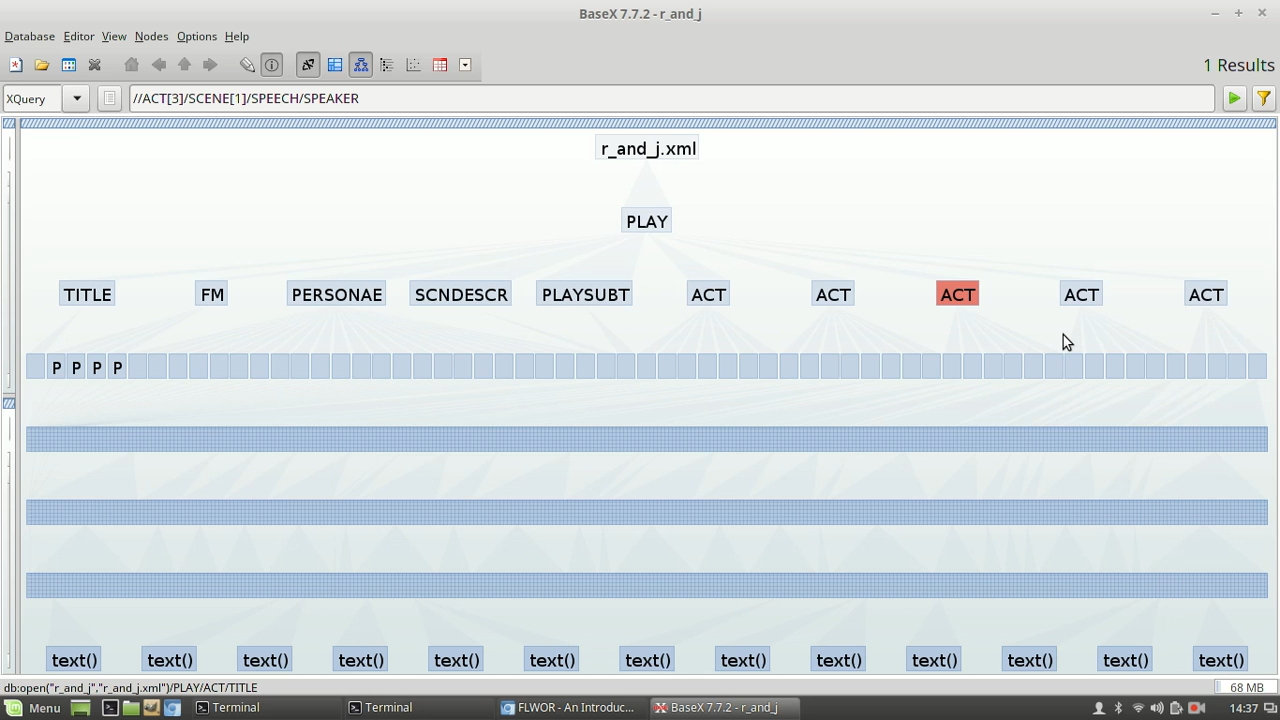 BaseX 7.7.2 - r_and_j
Database Editor View Nodes Options Help
1 Results
XQuery //ACT[3]/SCENE[1]/SPEECH/SPEAKER
r_and_j.xml
PLAY
TITLE FM PERSONAE SCNDESCR PLAYSUBT ACT ACT ACT ACT ACT
P P P P
text() text() text() text() text() text() text() text() text() text() text() text() text()
db:open("r_and_j","r_and_j.xml")/PLAY/ACT/TITLE 68 MB
Menu Terminal Terminal FLWOR - An Introduc... BaseX 7.7.2 - r_and_j 14:37